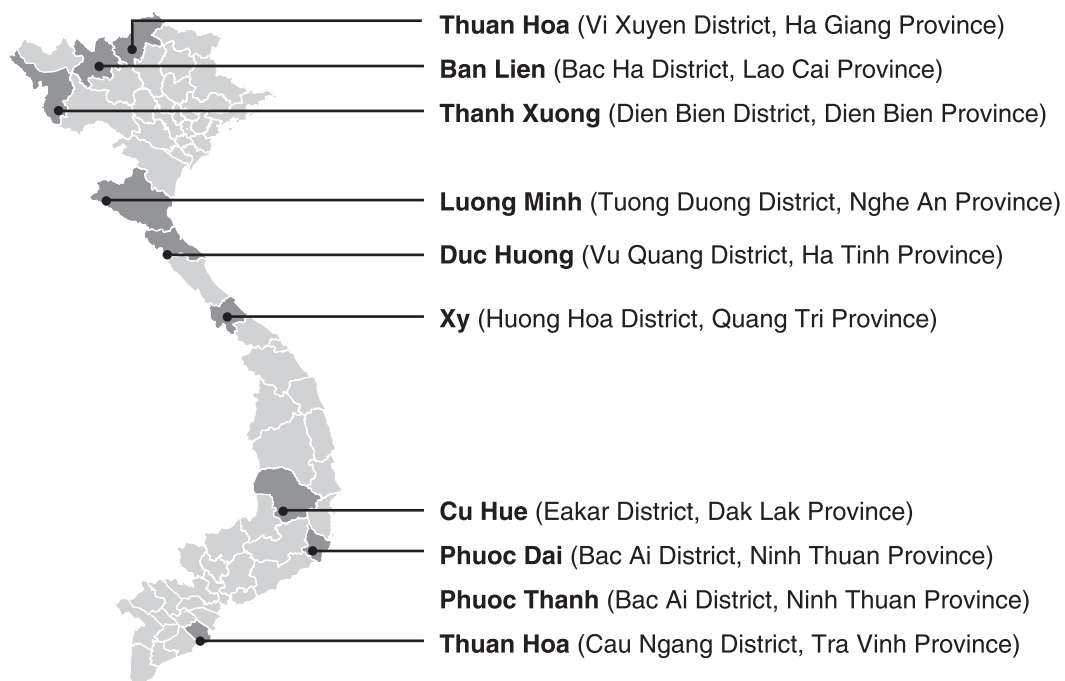 Thuan Hoa (Vi Xuyen District, Ha Giang Province)
Ban Lien (Bac Ha District, Lao Cai Province)
Thanh Xuong (Dien Bien District, Dien Bien Province)
Luong Minh (Tuong Duong District, Nghe An Province)
Duc Huong (Vu Quang District, Ha Tinh Province)
Xy (Huong Hoa District, Quang Tri Province)
Cu Hue (Eakar District, Dak Lak Province)
Phuoc Dai (Bac Ai District, Ninh Thuan Province)
Phuoc Thanh (Bac Ai District, Ninh Thuan Province)
Thuan Hoa (Cau Ngang District, Tra Vinh Province)